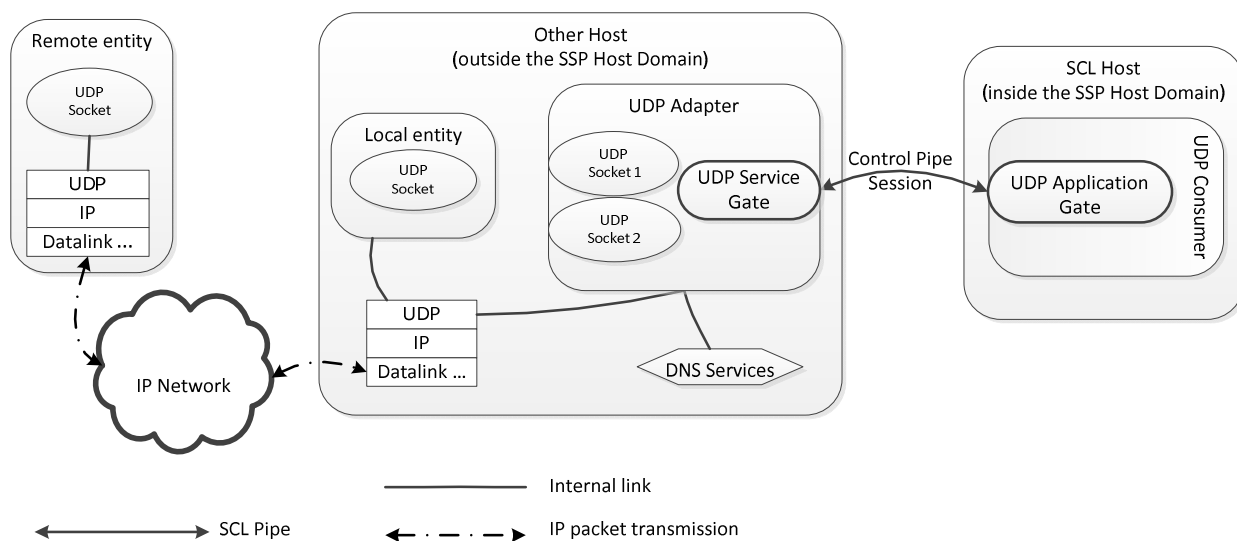 Remote entity
UDP
Socket
UDP
IP
Datalink ...
IP Network
Other Host
(outside the SSP Host Domain)
Local entity
UDP
Socket
UDP
IP
Datalink ...
UDP Adapter
UDP
Socket 1
UDP
Socket 2
UDP Service
Gate
DNS Services
Control Pipe
Session
SCL Host
(inside the SSP Host Domain)
UDP Application
Gate
UDP Consumer
Internal link
SCL Pipe
IP packet transmission